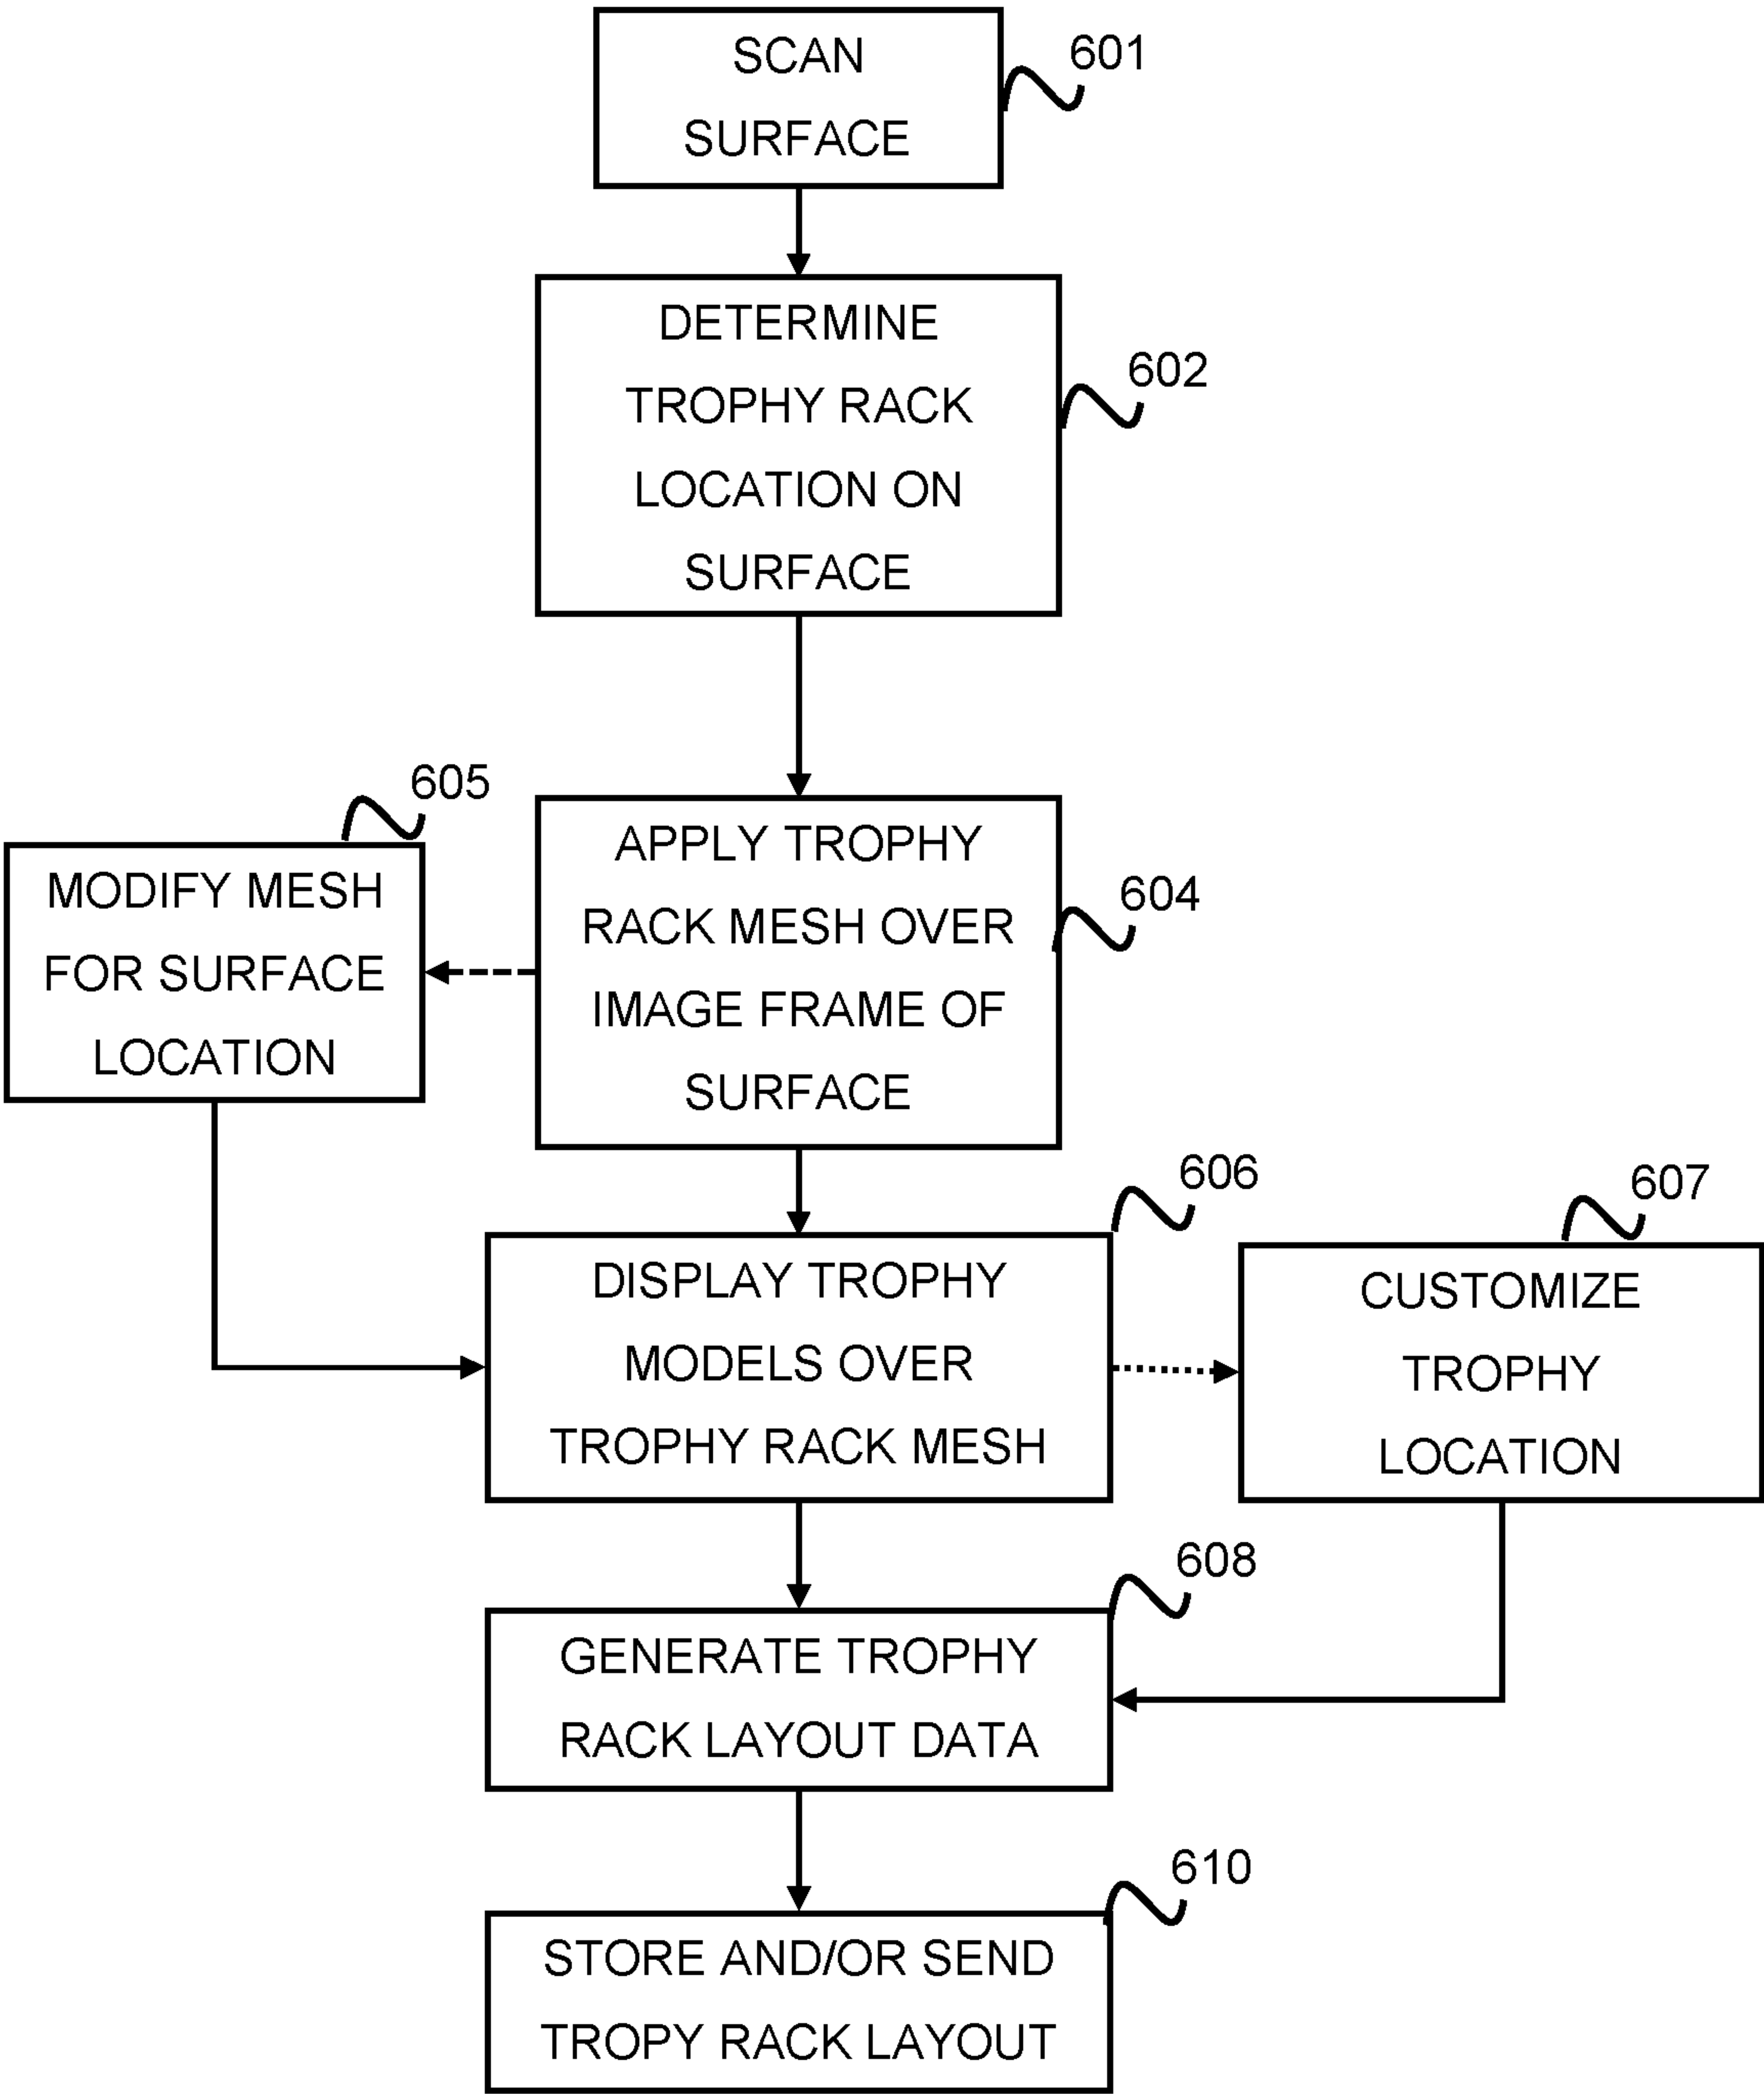 SCAN
SURFACE
601
DETERMINE
TROPHY RACK
LOCATION ON
SURFACE
602
605
MODIFY MESH
FOR SURFACE
LOCATION
APPLY TROPHY
RACK MESH OVER
IMAGE FRAME OF
SURFACE
604
606
DISPLAY TROPHY
MODELS OVER
TROPHY RACK MESH
607
CUSTOMIZE
TROPHY
LOCATION
608
GENERATE TROPHY
RACK LAYOUT DATA
610
STORE AND/OR SEND
TROPY RACK LAYOUT